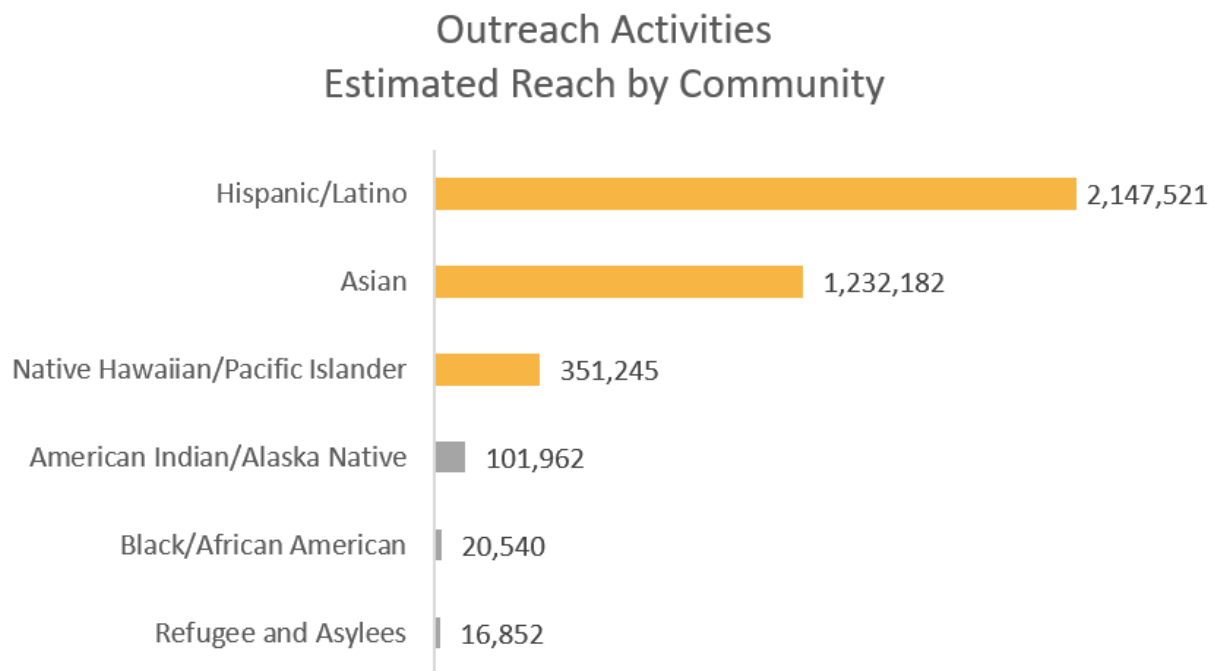 Outreach Activities
Estimated Reach by Community
Hispanic/Latino 2,147,521
Asian 1,232,182
Native Hawaiian/Pacific Islander 351,245
American Indian/Alaska Native 101,962
Black/African American 20,540
Refugee and Asylees 16,852